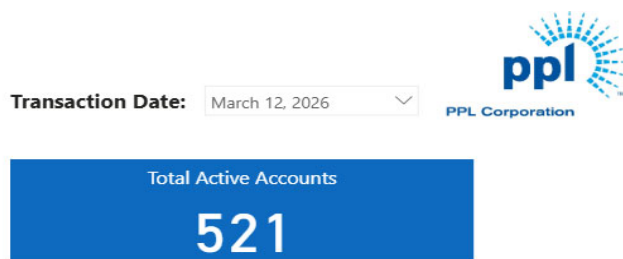 ppl
Transaction Date: March 12, 2026
PPL Corporation
Total Active Accounts
521